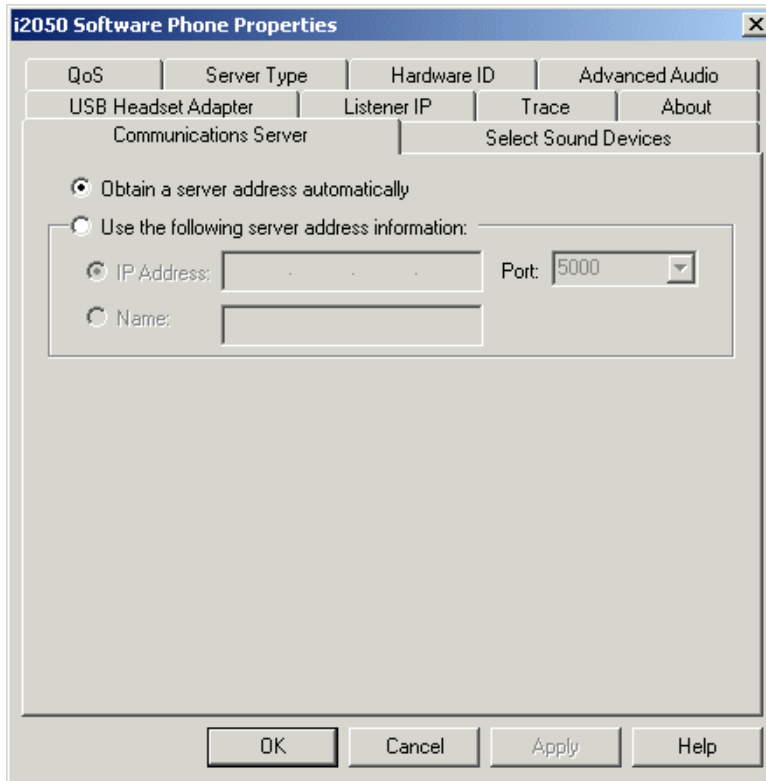 i2050 Software Phone Properties
QoS Server Type Hardware ID Advanced Audio
USB Headset Adapter Listener IP Trace About
Communications Server Select Sound Devices
Obtain a server address automatically
Use the following server address information:
IP Address: . . . Port: 5000
Name:
OK Cancel Apply Help